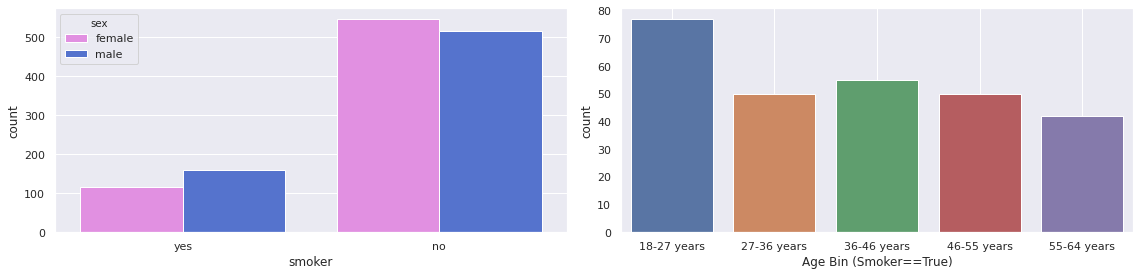 sex
female
male
500
400
300
200
100
0
count
yes no
smoker
80
70
60
50
40
30
20
10
0
count
18-27 years 27-36 years 36-46 years 46-55 years 55-64 years
Age Bin (Smoker==True)